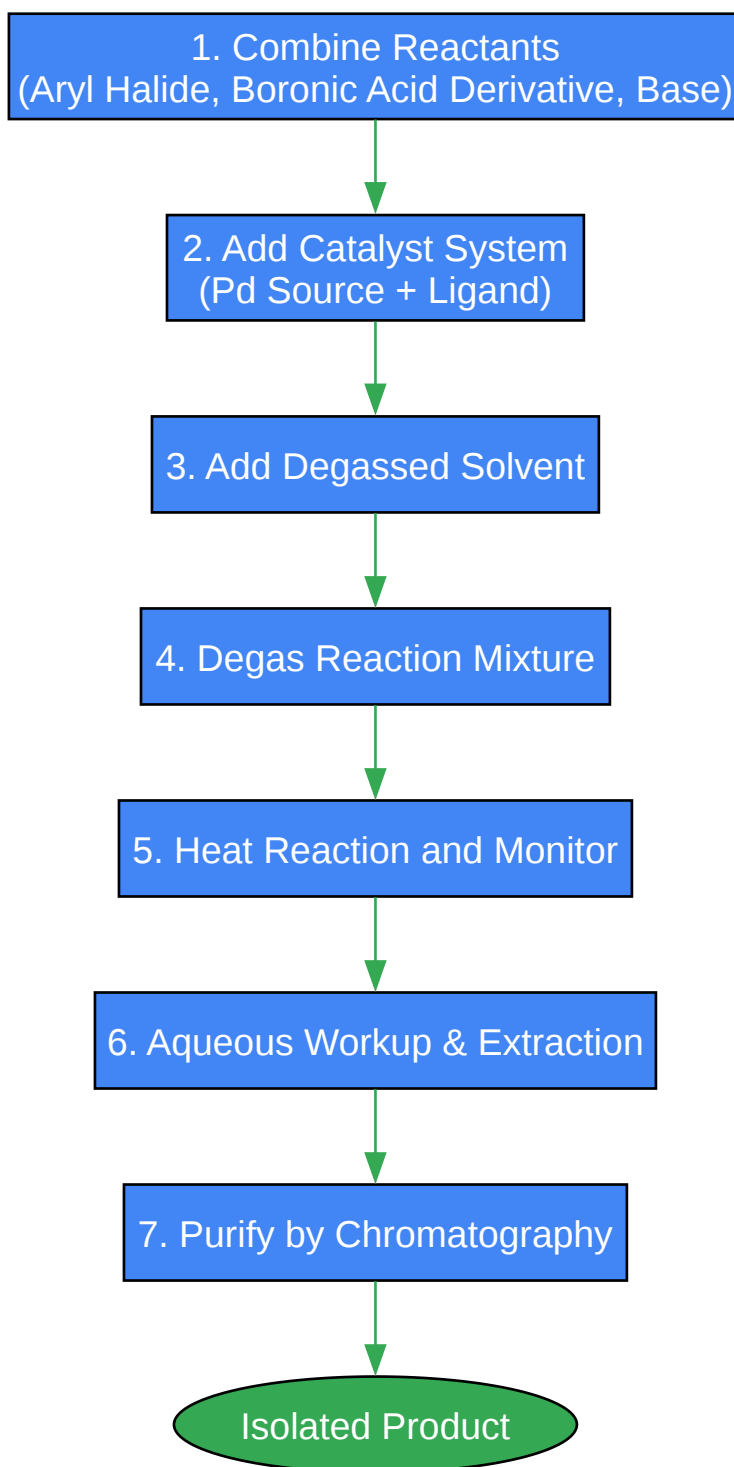 1. Combine Reactants
(Aryl Halide, Boronic Acid Derivative, Base)
2. Add Catalyst System
(Pd Source + Ligand)
3. Add Degassed Solvent
4. Degas Reaction Mixture
5. Heat Reaction and Monitor
6. Aqueous Workup & Extraction
7. Purify by Chromatography
Isolated Product